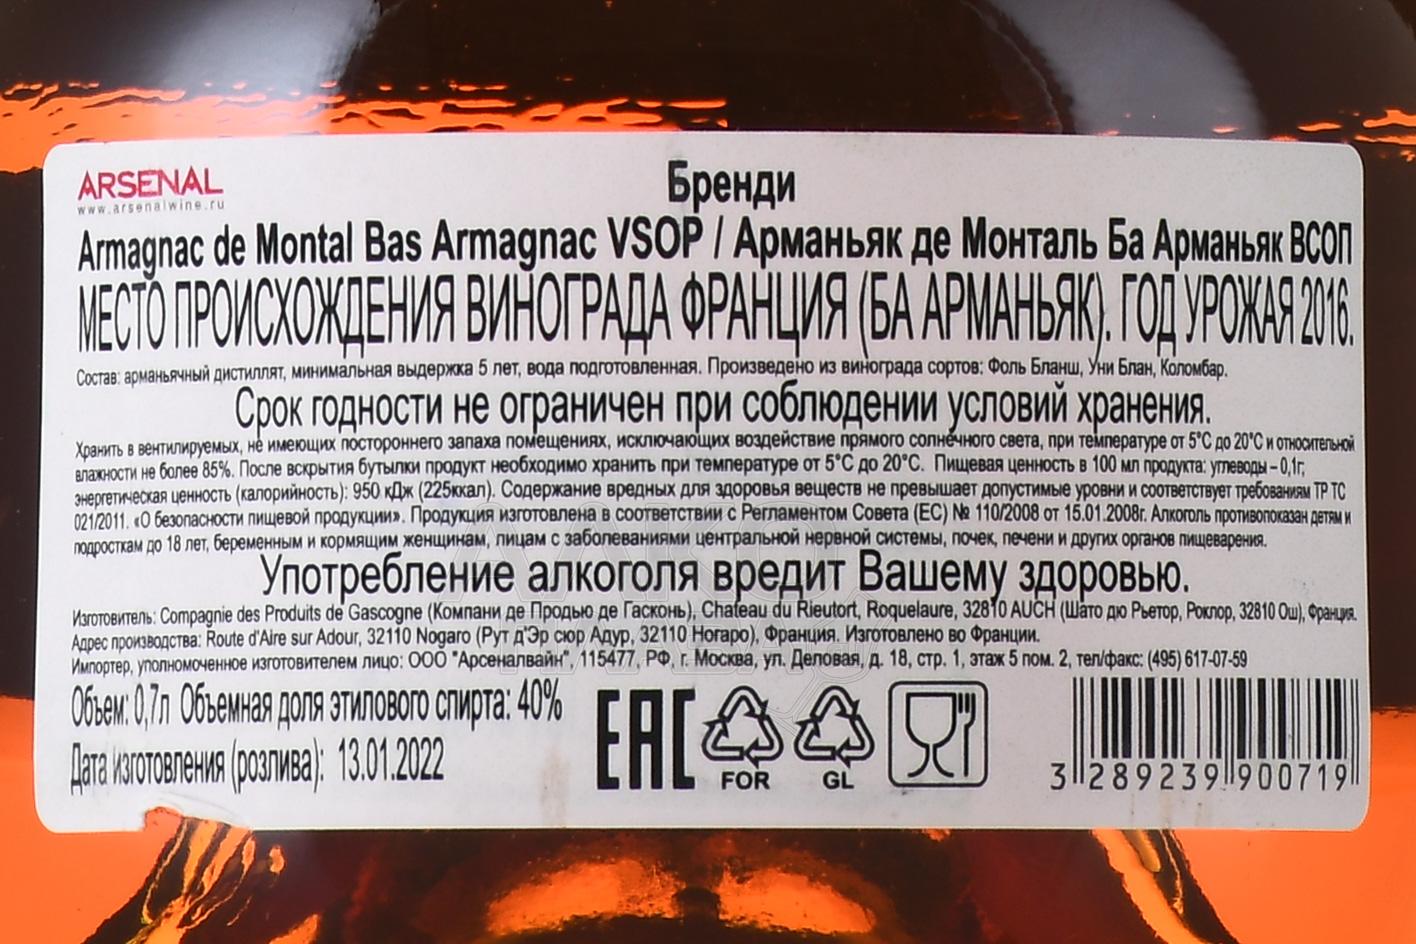 ARSENAL
www.arsenalwine.ru
Бренди
Armagnac de Montal Bas Armagnac VSOP / Арманьяк де Монталь Ба Арманьяк ВСОП
МЕСТО ПРОИСХОЖДЕНИЯ ВИНОГРАДА ФРАНЦИЯ (БА АРМАНЬЯК). ГОД УРОЖАЯ 2016.
Состав: арманьячный дистиллят, минимальная выдержка 5 лет, вода подготовленная. Произведено из винограда сортов: Фоль Бланш, Уни Блан, Коломбар.
Срок годности не ограничен при соблюдении условий хранения.
Хранить в вентилируемых, не имеющих постороннего запаха помещениях, исключающих воздействие прямого солнечного света, при температуре от 5°С до 20°С и относительной
влажности не более 85%. После вскрытия бутылки продукт необходимо хранить при температуре от 5°С до 20°С. Пищевая ценность в 100 мл продукта: углеводы – 0,1г;
энергетическая ценность (калорийность): 950 кДж (225ккал). Содержание вредных для здоровья веществ не превышает допустимые уровни и соответствует требованиям ТР ТС
021/2011. «О безопасности пищевой продукции». Продукция изготовлена в соответствии с Регламентом Совета (ЕС) № 110/2008 от 15.01.2008г. Алкоголь противопоказан детям и
подросткам до 18 лет, беременным и кормящим женщинам, лицам с заболеваниями центральной нервной системы, почек, печени и других органов пищеварения.
Употребление алкоголя вредит Вашему здоровью.
Изготовитель: Compagnie des Produits de Gascogne (Компани де Продью де Гасконь), Chateau du Rieutort, Roquelaure, 32810 AUCH (Шато дю Рьетор, Роклор, 32810 Ош), Франция.
Адрес производства: Route d'Aire sur Adour, 32110 Nogaro (Рут д'Эр сюр Адур, 32110 Ногаро), Франция. Изготовлено во Франции.
Импортер, уполномоченное изготовителем лицо: ООО "Арсеналвайн", 115477, РФ, г. Москва, ул. Деловая, д. 18, стр. 1, этаж 5 пом. 2, тел/факс: (495) 617-07-59
Объем: 0,7л Объемная доля этилового спирта: 40%
Дата изготовления (розлива): 13.01.2022
EAC
FOR
GL
3 289239 900719